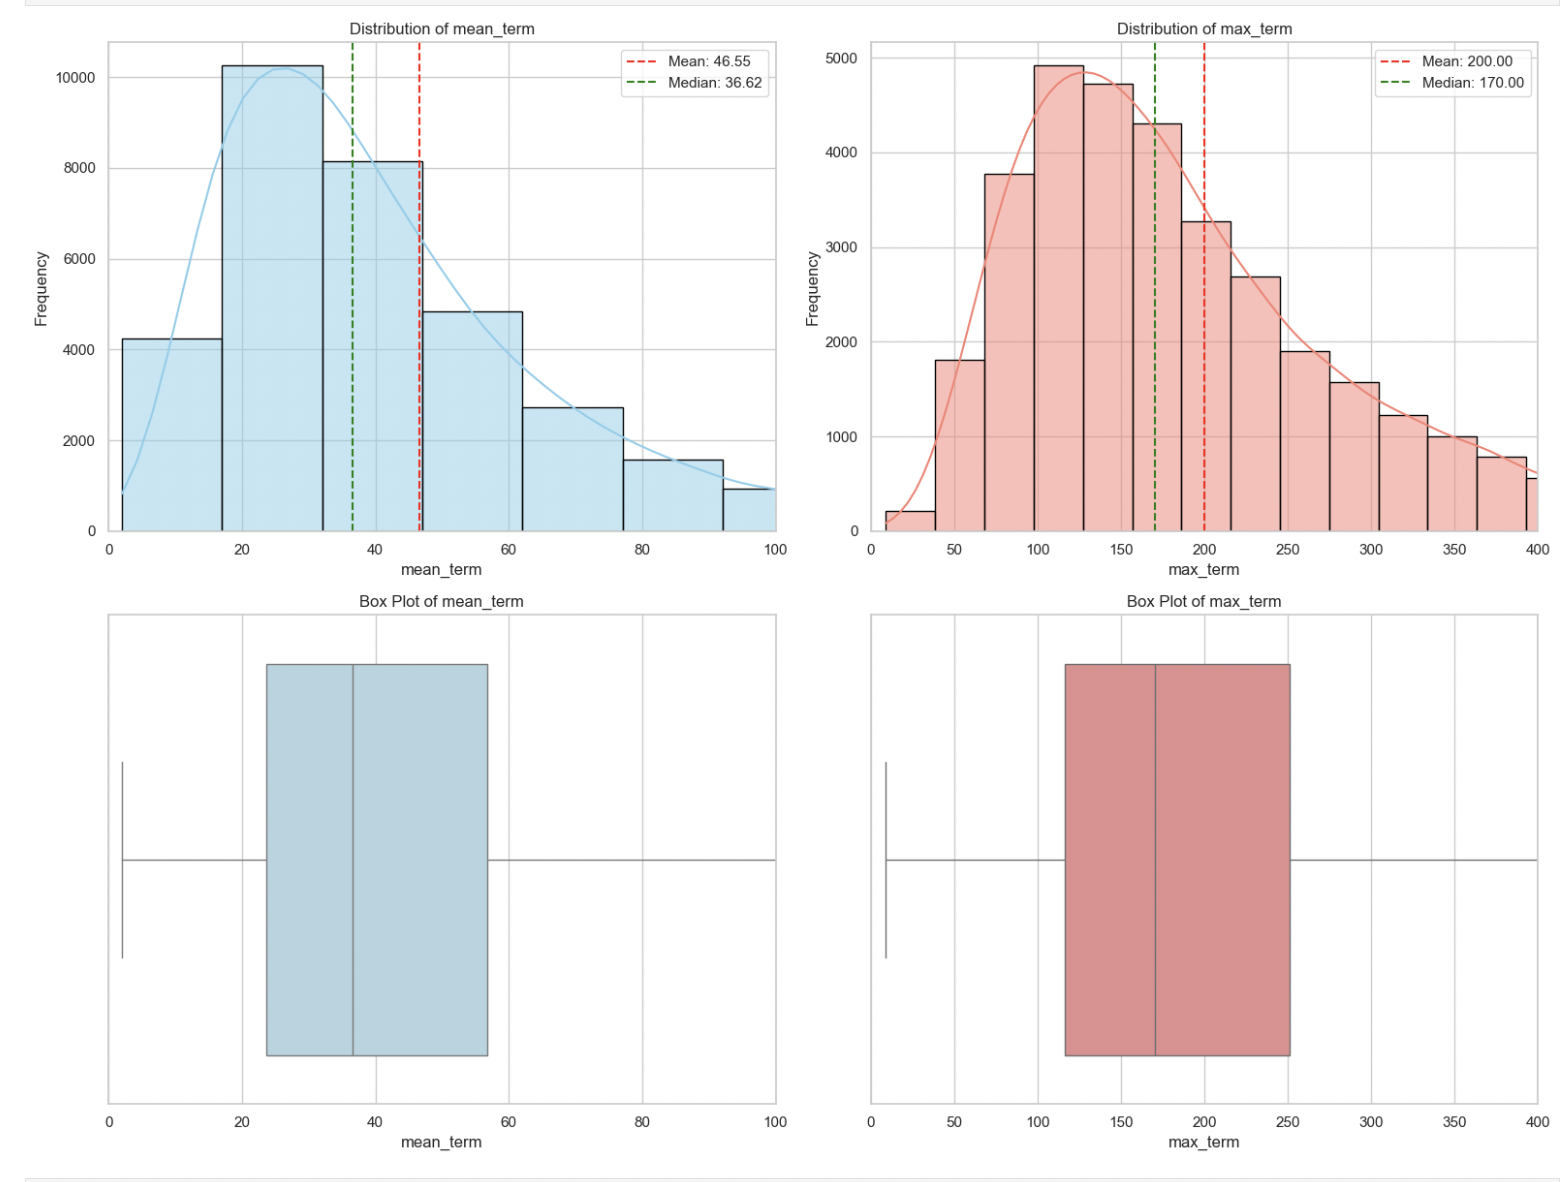 Distribution of mean_term
Mean: 46.55
Median: 36.62
Frequency
10000
8000
6000
4000
2000
0
0 20 40 60 80 100
mean_term
Distribution of max_term
Mean: 200.00
Median: 170.00
Frequency
5000
4000
3000
2000
1000
0
0 50 100 150 200 250 300 350 400
max_term
Box Plot of mean_term
0 20 40 60 80 100
mean_term
Box Plot of max_term
0 50 100 150 200 250 300 350 400
max_term